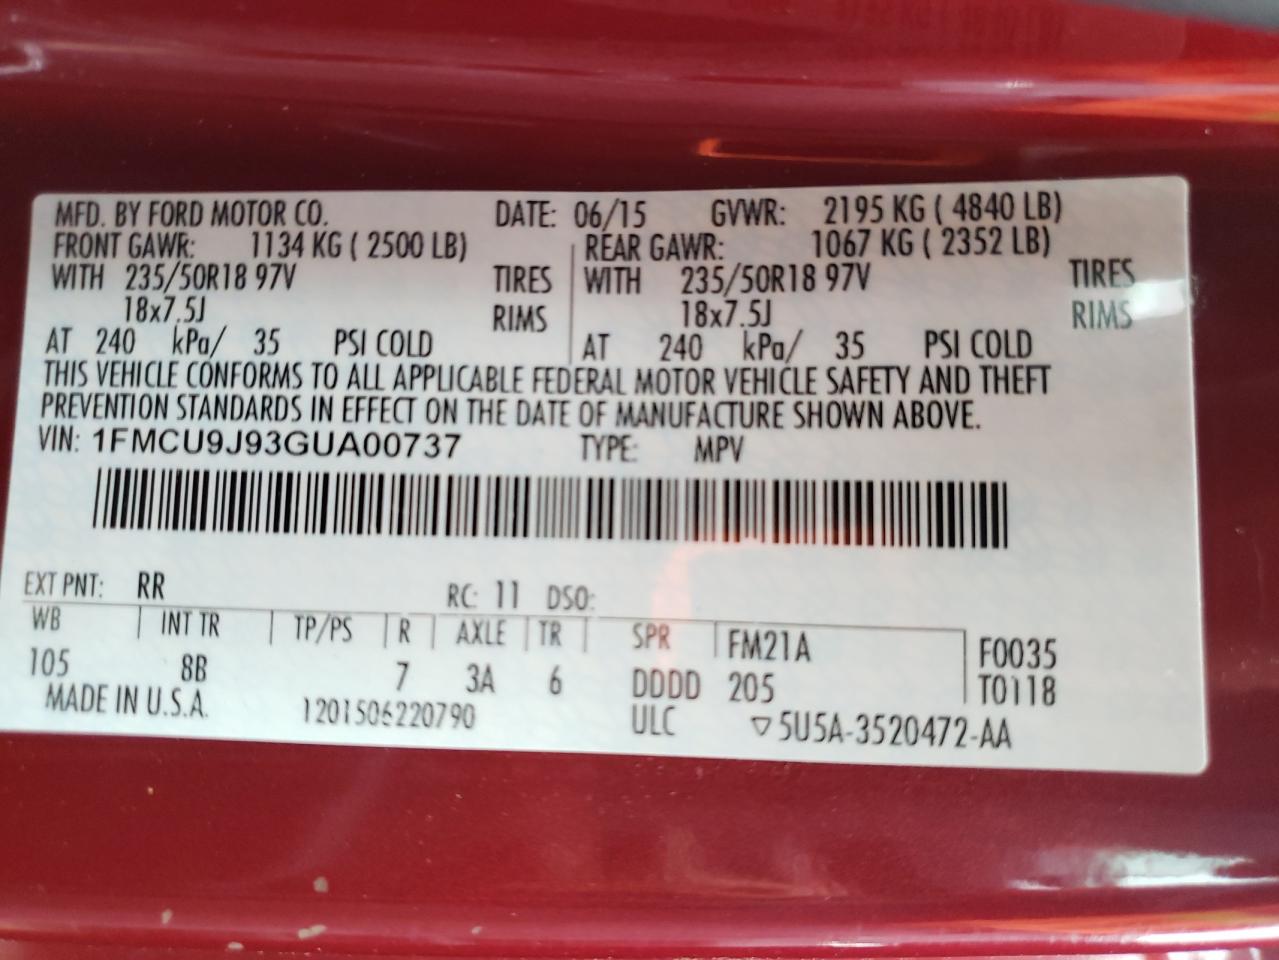 MFD. BY FORD MOTOR CO. DATE: 06/15 GVWR: 2195 KG ( 4840 LB)
FRONT GAWR: 1134 KG ( 2500 LB) REAR GAWR: 1067 KG ( 2352 LB)
WITH 235/50R18 97V TIRES WITH 235/50R18 97V TIRES
18x7.5J RIMS 18x7.5J RIMS
AT 240 kPa/ 35 PSI COLD AT 240 kPa/ 35 PSI COLD
THIS VEHICLE CONFORMS TO ALL APPLICABLE FEDERAL MOTOR VEHICLE SAFETY AND THEFT
PREVENTION STANDARDS IN EFFECT ON THE DATE OF MANUFACTURE SHOWN ABOVE.
VIN: 1FMCU9J93GUA00737 TYPE: MPV
EXT PNT: RR RC: 11 DSO:
WB INT TR TP/PS R AXLE TR SPR FM21A F0035
105 8B 7 3A 6 DDDD 205 T0118
MADE IN U.S.A. 1201506220790 ULC ▽5U5A-3520472-AA